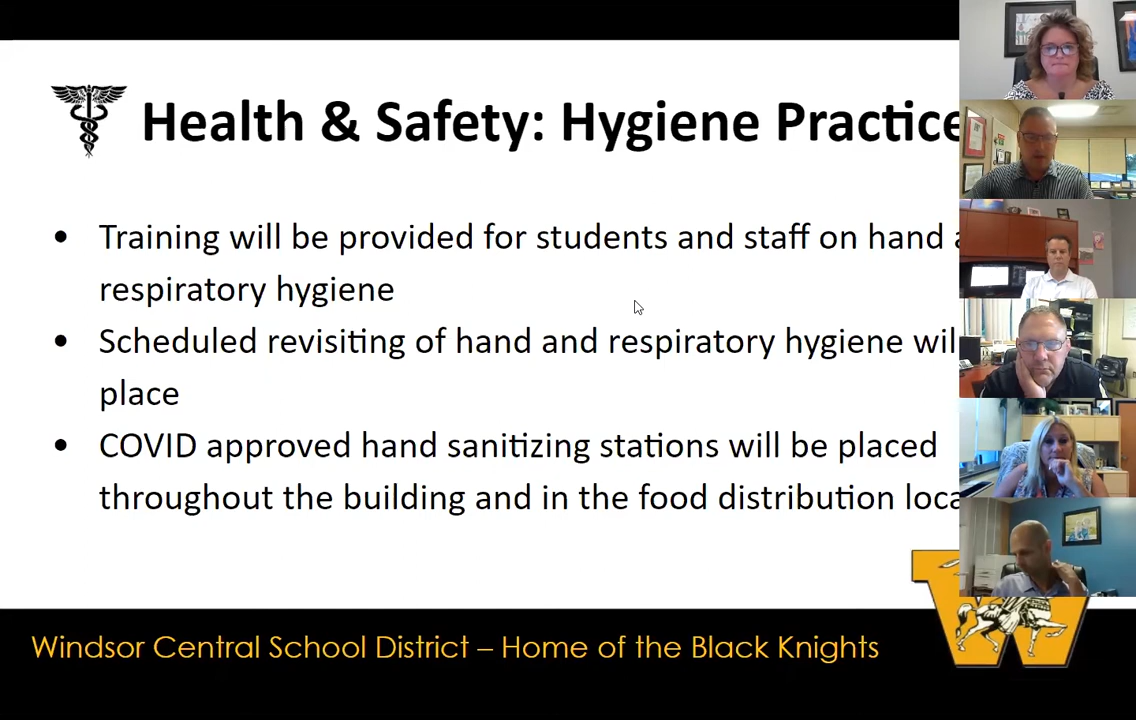 Health & Safety: Hygiene Practice
Training will be provided for students and staff on hand
respiratory hygiene
Scheduled revisiting of hand and respiratory hygiene wil
place
COVID approved hand sanitizing stations will be placed
throughout the building and in the food distribution loca
W
Windsor Central School District – Home of the Black Knights